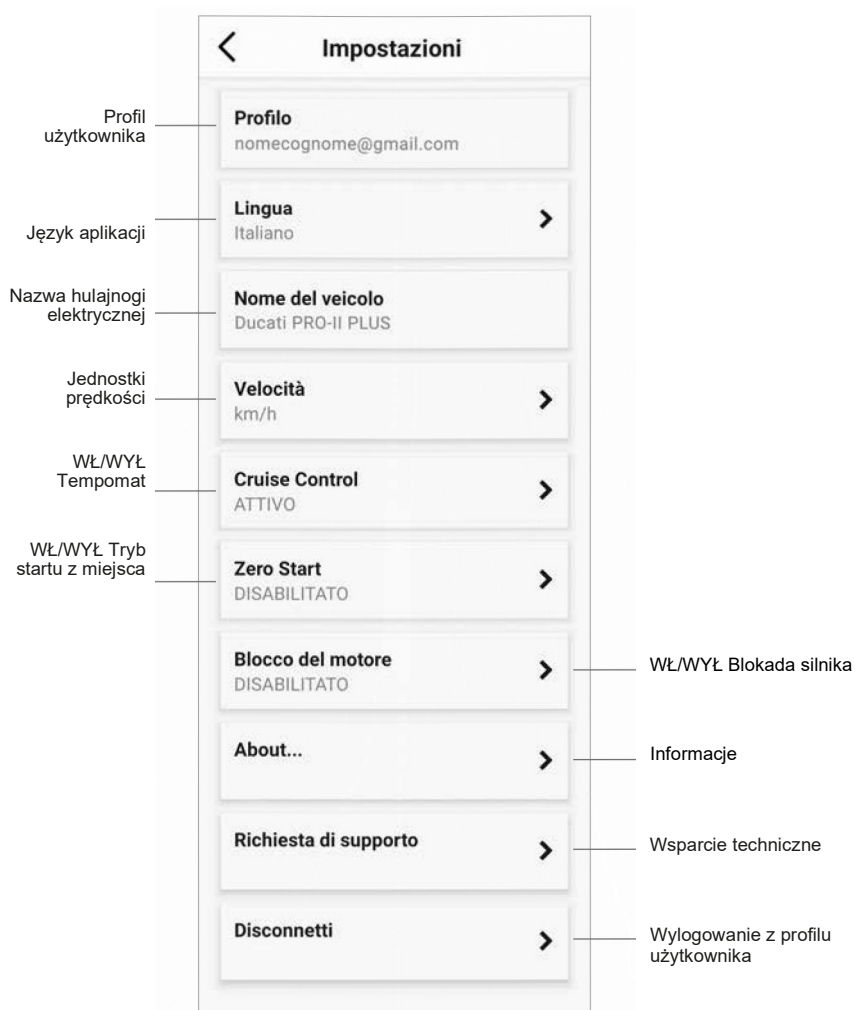 Impostazioni
Profil
użytkownika
Profilo
nomecognome@gmail.com
Język aplikacji
Lingua
Italiano
Nazwa hulajnogi
elektrycznej
Nome del veicolo
Ducati PRO-II PLUS
Jednostki
prędkości
Velocità
km/h
WŁ/WYŁ
Tempomat
Cruise Control
ATTIVO
WŁ/WYŁ Tryb
startu z miejsca
Zero Start
DISABILITATO
Blocco del motore
DISABILITATO
WŁ/WYŁ Blokada silnika
About...
Informacje
Richiesta di supporto
Wsparcie techniczne
Disconnetti
Wylogowanie z profilu
użytkownika